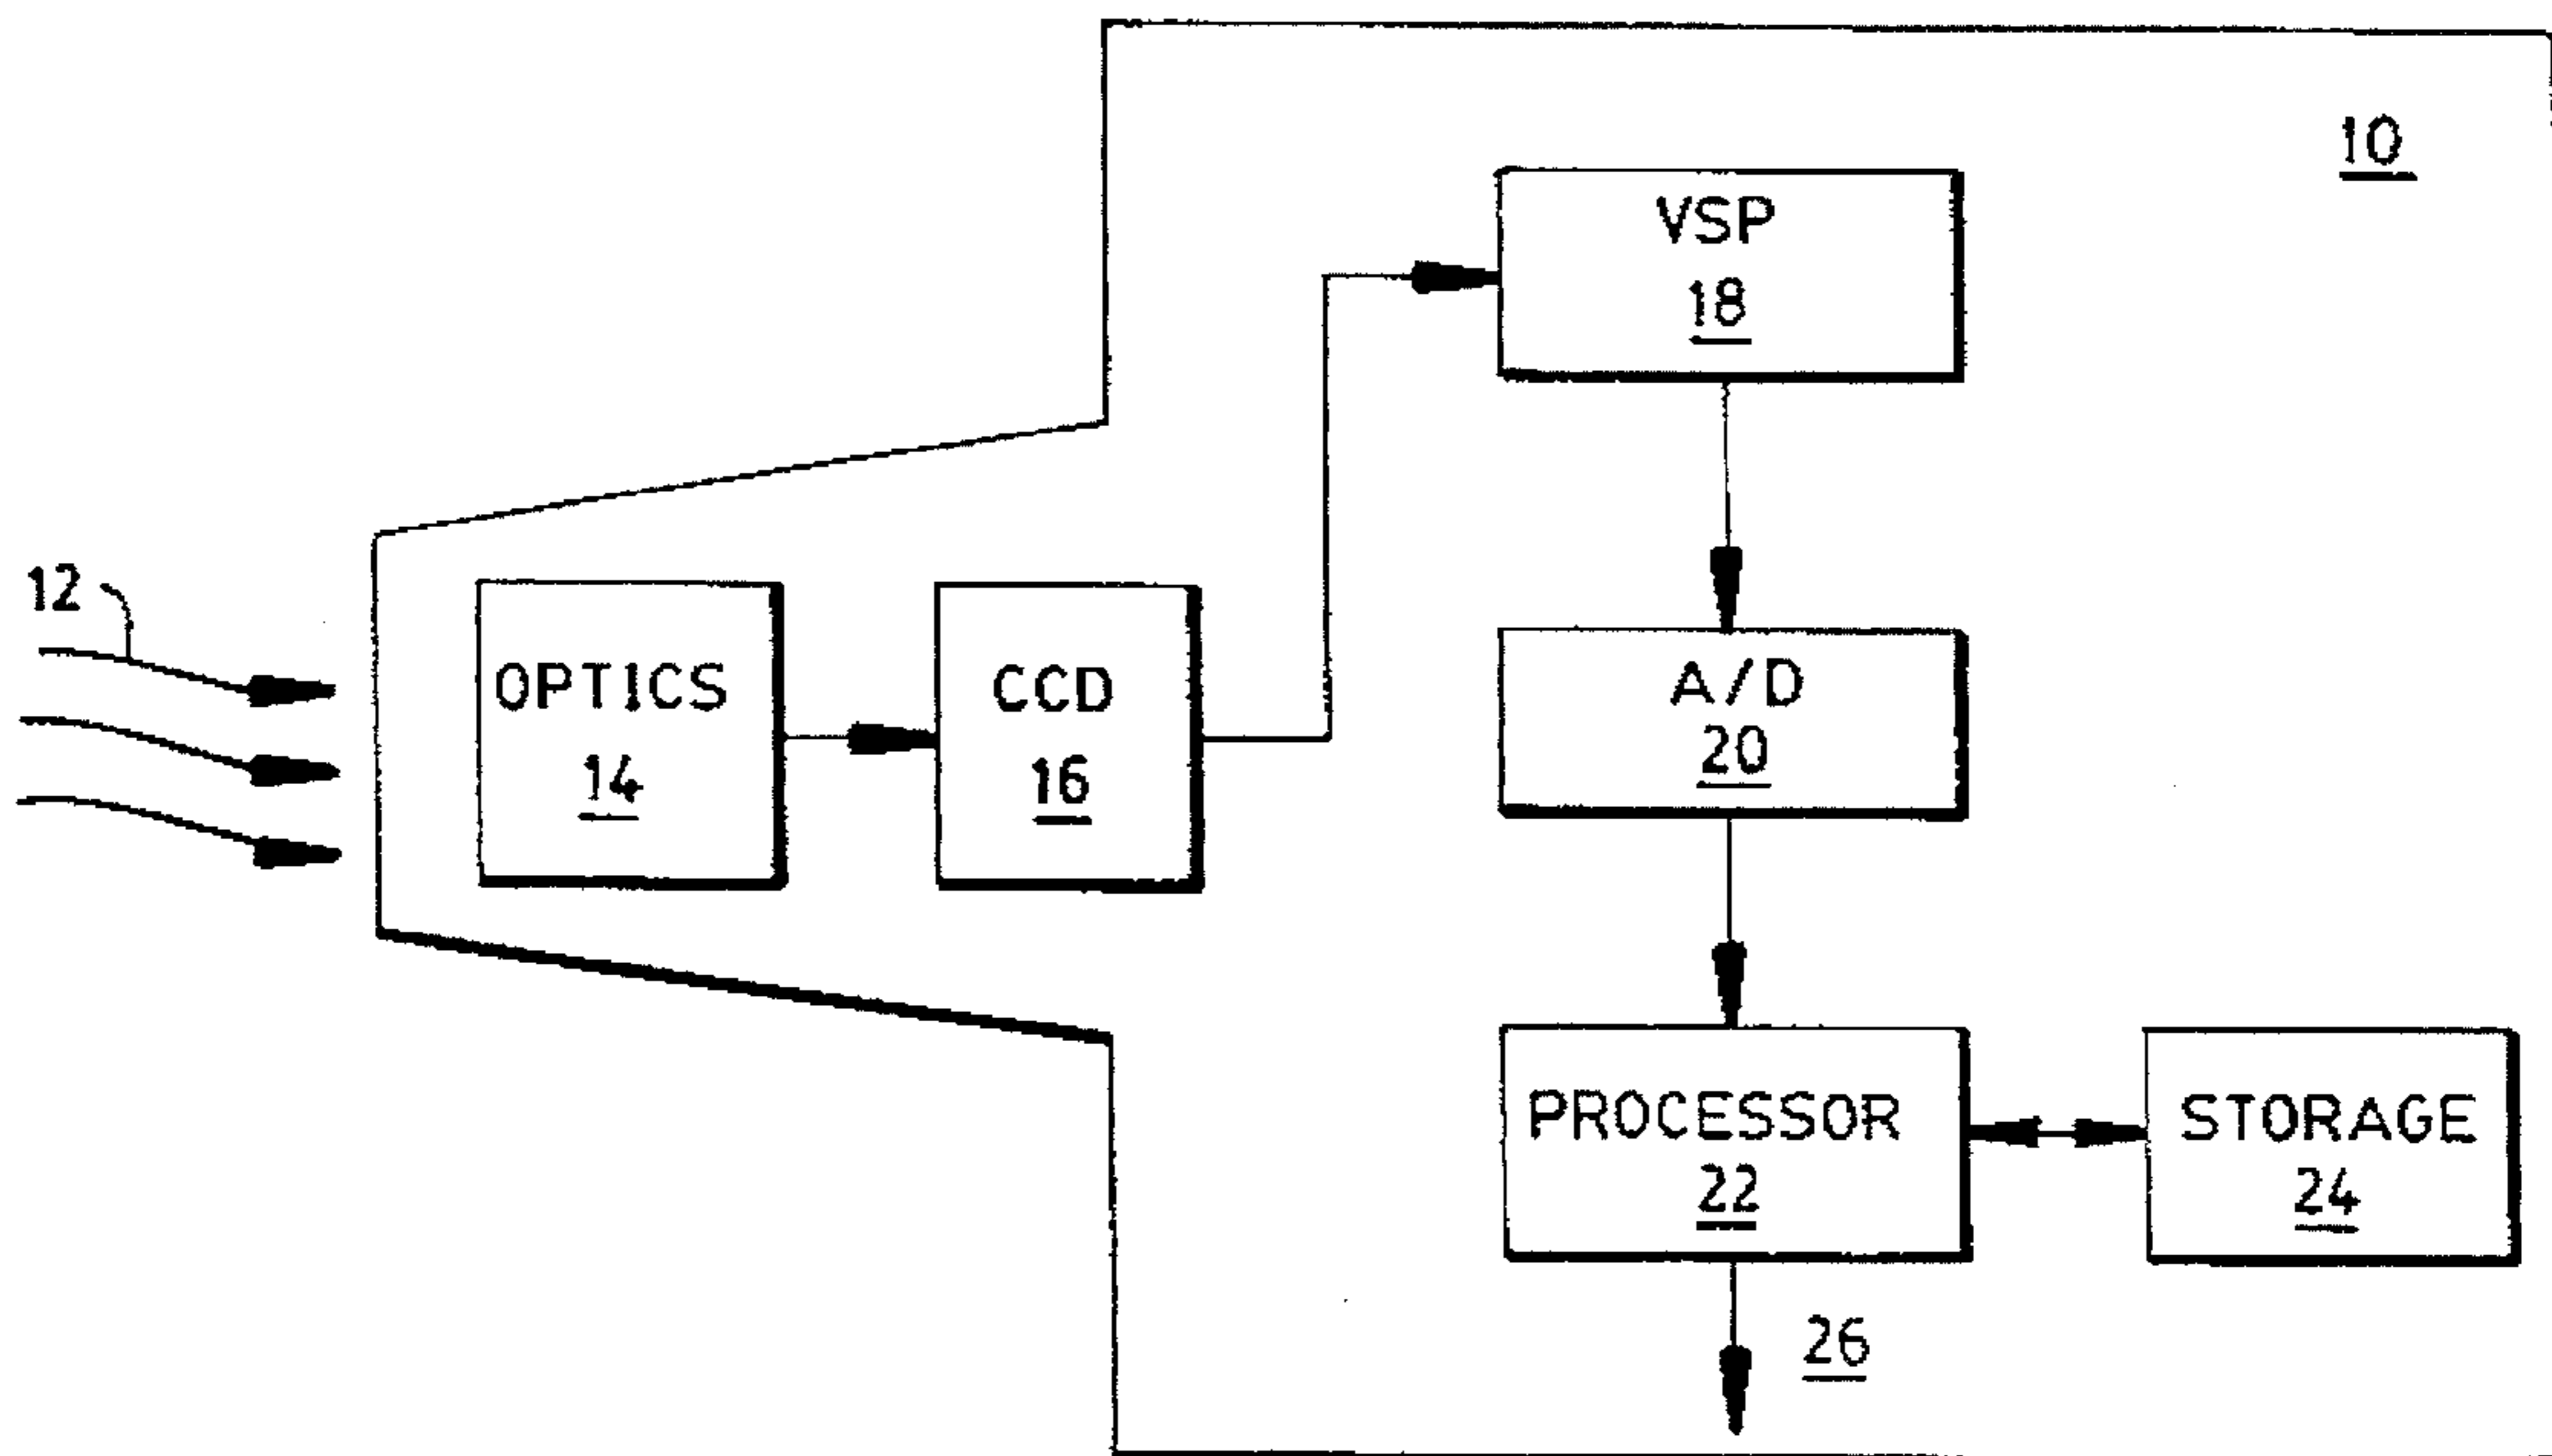 10
VSP
18
12
OPTICS
14
CCD
16
A/D
20
PROCESSOR
22
STORAGE
24
26